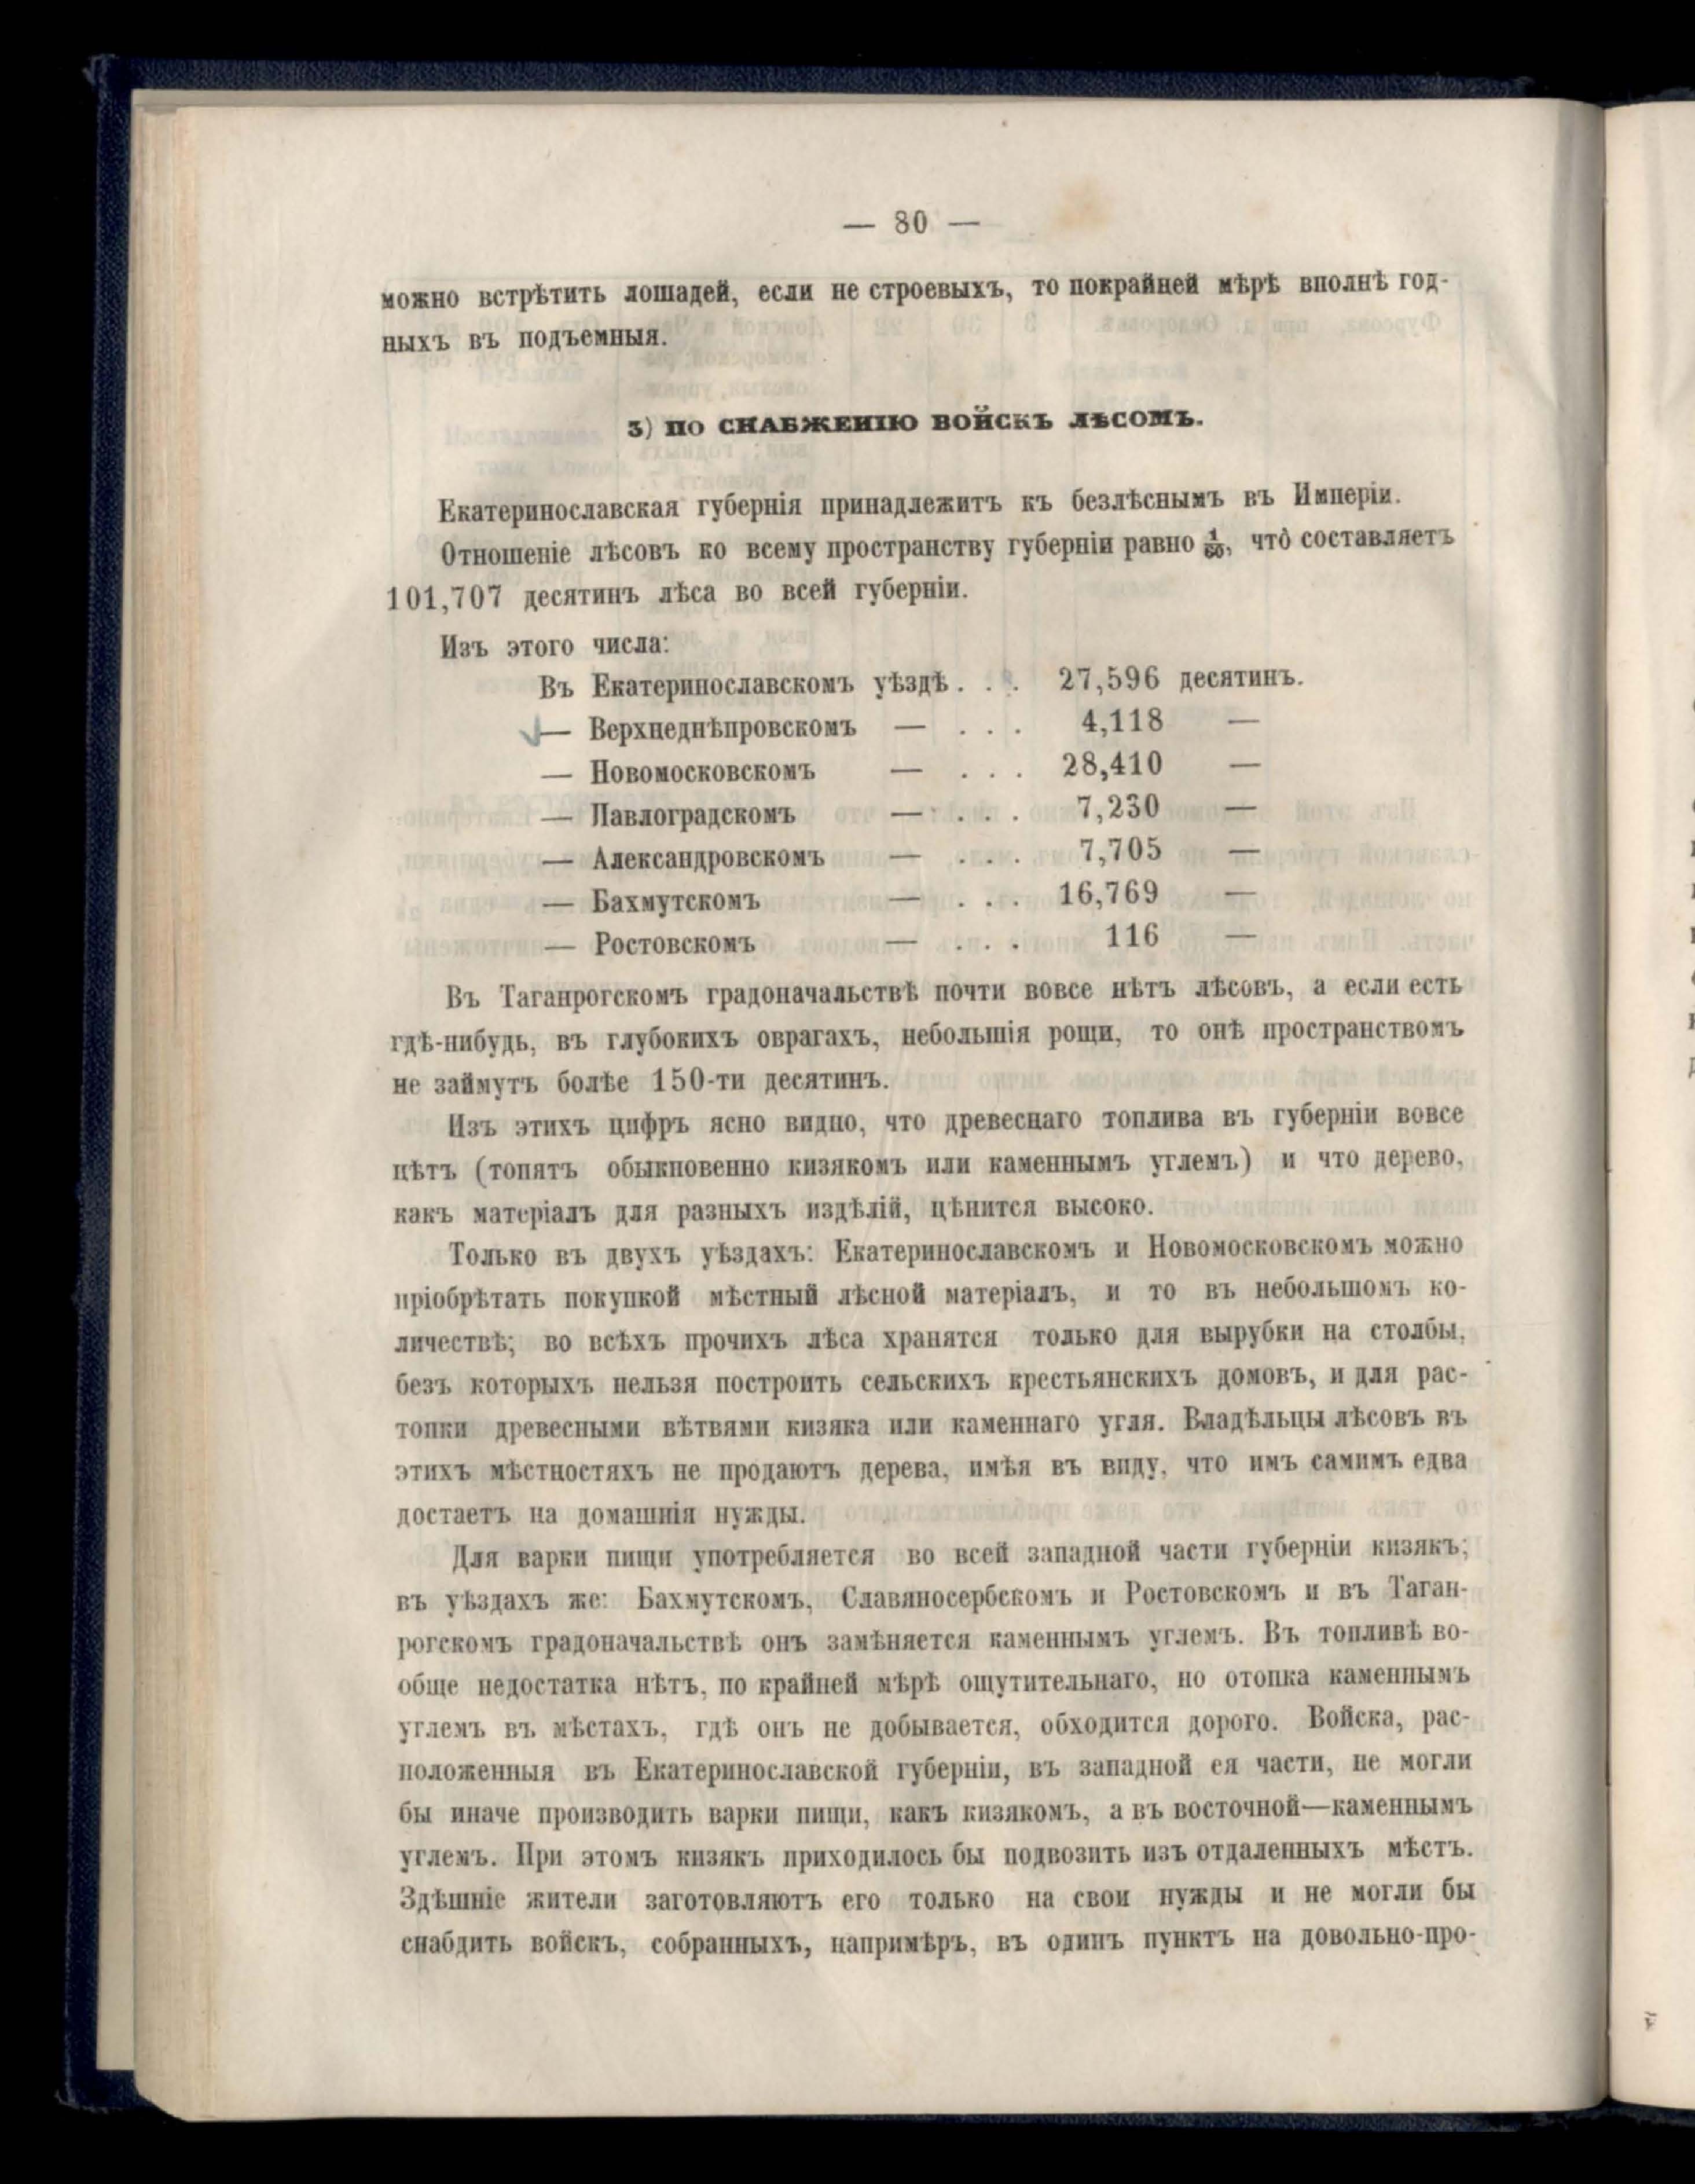 — 80 —
можно встрѣтить лошадей, если не строевыхъ, то покрайней мѣрѣ вполнѣ год-
ныхъ въ подъемныя.
3) ПО СНАБЖЕНІЮ ВОЙСКЪ ЛѢСОМЪ.
Екатеринославская губернія принадлежитъ къ безлѣснымъ въ Имперіи.
Отношеніе лѣсовъ ко всему пространству губерніи равно 1/60, что̀ составляетъ
101,707 десятинъ лѣса во всей губерніи.
Изъ этого числа:
Въ Екатеринославскомъ уѣздѣ . . . 27,596 десятинъ.
— Верхнеднѣпровскомъ — . . . 4,118 —
— Новомосковскомъ — . . . 28,410 —
— Павлоградскомъ — . . . 7,230 —
— Александровскомъ — . . . 7,705 —
— Бахмутскомъ — . . . 16,769 —
— Ростовскомъ — . . . 116 —
Въ Таганрогскомъ градоначальствѣ почти вовсе нѣтъ лѣсовъ, а если есть
гдѣ-нибудь, въ глубокихъ оврагахъ, небольшія рощи, то онѣ пространствомъ
не займутъ болѣе 150-ти десятинъ.
Изъ этихъ цифръ ясно видно, что древеснаго топлива въ губерніи вовсе
нѣтъ (топятъ обыкновенно кизякомъ или каменнымъ углемъ) и что дерево,
какъ матеріалъ для разныхъ издѣлій, цѣнится высоко.
Только въ двухъ уѣздахъ: Екатеринославскомъ и Новомосковскомъ можно
пріобрѣтать покупкой мѣстный лѣсной матеріалъ, и то въ небольшомъ ко-
личествѣ; во всѣхъ прочихъ лѣса хранятся только для вырубки на столбы,
безъ которыхъ нельзя построить сельскихъ крестьянскихъ домовъ, и для рас-
топки древесными вѣтвями кизяка или каменнаго угля. Владѣльцы лѣсовъ въ
этихъ мѣстностяхъ не продаютъ дерева, имѣя въ виду, что имъ самимъ едва
достаетъ на домашнія нужды.
Для варки пищи употребляется во всей западной части губерніи кизякъ;
въ уѣздахъ же: Бахмутскомъ, Славяносербскомъ и Ростовскомъ и въ Таган-
рогскомъ градоначальствѣ онъ замѣняется каменнымъ углемъ. Въ топливѣ во-
обще недостатка нѣтъ, по крайней мѣрѣ ощутительнаго, но отопка каменнымъ
углемъ въ мѣстахъ, гдѣ онъ не добывается, обходится дорого. Войска, рас-
положенныя въ Екатеринославской губерніи, въ западной ея части, не могли
бы иначе производить варки пищи, какъ кизякомъ, а въ восточной—каменнымъ
углемъ. При этомъ кизякъ приходилось бы подвозить изъ отдаленныхъ мѣстъ.
Здѣшніе жители заготовляютъ его только на свои нужды и не могли бы
снабдить войскъ, собранныхъ, напримѣръ, въ одинъ пунктъ на довольно-про-